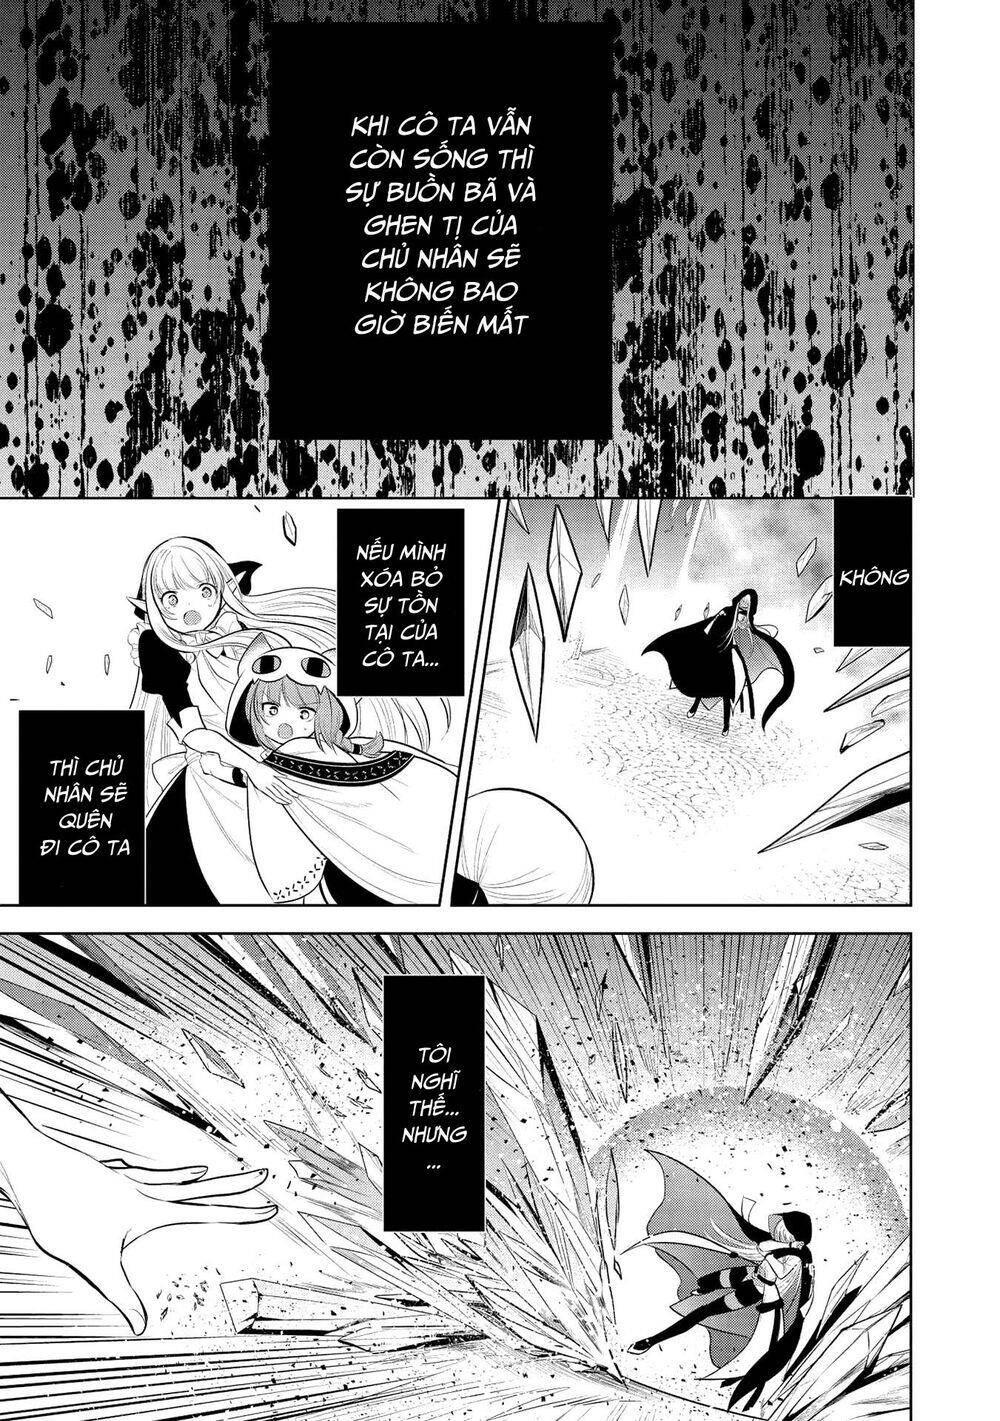 KHI CÔ TA VẪN
CÒN SỐNG THÌ
SỰ BUỒN BÃ VÀ
GHEN TỊ CỦA
CHỦ NHÂN SẼ
KHÔNG BAO
GIỜ BIẾN MẤT
KHÔNG
NẾU MÌNH
XÓA BỎ
SỰ TỒN
TẠI CỦA
CÔ TA...
THÌ CHỦ
NHÂN SẼ
QUÊN
ĐI CÔ TA
TÔI
NGHĨ
THẾ...
NHƯNG
...